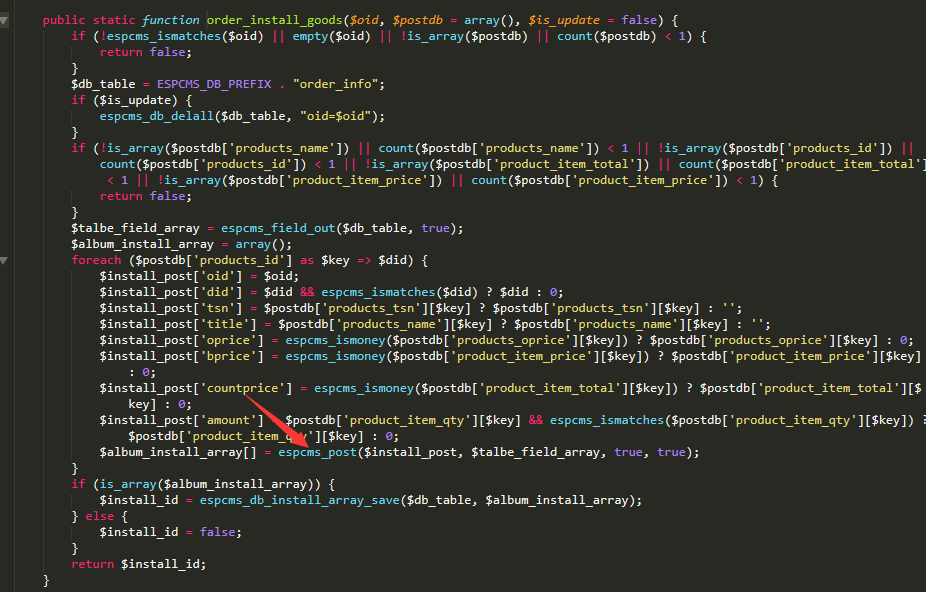 public static function order_install_goods($oid, $postdb = array(), $is_update = false) {
if (!espcms_ismatches($oid) || empty($oid) || !is_array($postdb) || count($postdb) < 1) {
return false;
}
$db_table = ESPCMS_DB_PREFIX . "order_info";
if ($is_update) {
espcms_db_delall($db_table, "oid=$oid");
}
if (!is_array($postdb['products_name']) || count($postdb['products_name']) < 1 || !is_array($postdb['products_id']) ||
count($postdb['products_id']) < 1 || !is_array($postdb['product_item_total']) || count($postdb['product_item_total']
< 1 || !is_array($postdb['product_item_price']) || count($postdb['product_item_price']) < 1) {
return false;
}
$talbe_field_array = espcms_field_out($db_table, true);
$album_install_array = array();
foreach ($postdb['products_id'] as $key => $did) {
$install_post['oid'] = $oid;
$install_post['did'] = $did && espcms_ismatches($did) ? $did : 0;
$install_post['tsn'] = $postdb['products_tsn'][$key] ? $postdb['products_tsn'][$key] : '';
$install_post['title'] = $postdb['products_name'][$key] ? $postdb['products_name'][$key] : '';
$install_post['oprice'] = espcms_ismoney($postdb['products_oprice'][$key]) ? $postdb['products_oprice'][$key] : 0;
$install_post['bprice'] = espcms_ismoney($postdb['product_item_price'][$key]) ? $postdb['product_item_price'][$key]
: 0;
$install_post['countprice'] = espcms_ismoney($postdb['product_item_total'][$key]) ? $postdb['product_item_total'][$
key] : 0;
$install_post['amount'] = $postdb['product_item_qty'][$key] && espcms_ismatches($postdb['product_item_qty'][$key]) ?
$postdb['product_item_qty'][$key] : 0;
$album_install_array[] = espcms_post($install_post, $talbe_field_array, true, true);
}
if (is_array($album_install_array)) {
$install_id = espcms_db_install_array_save($db_table, $album_install_array);
} else {
$install_id = false;
}
return $install_id;
}